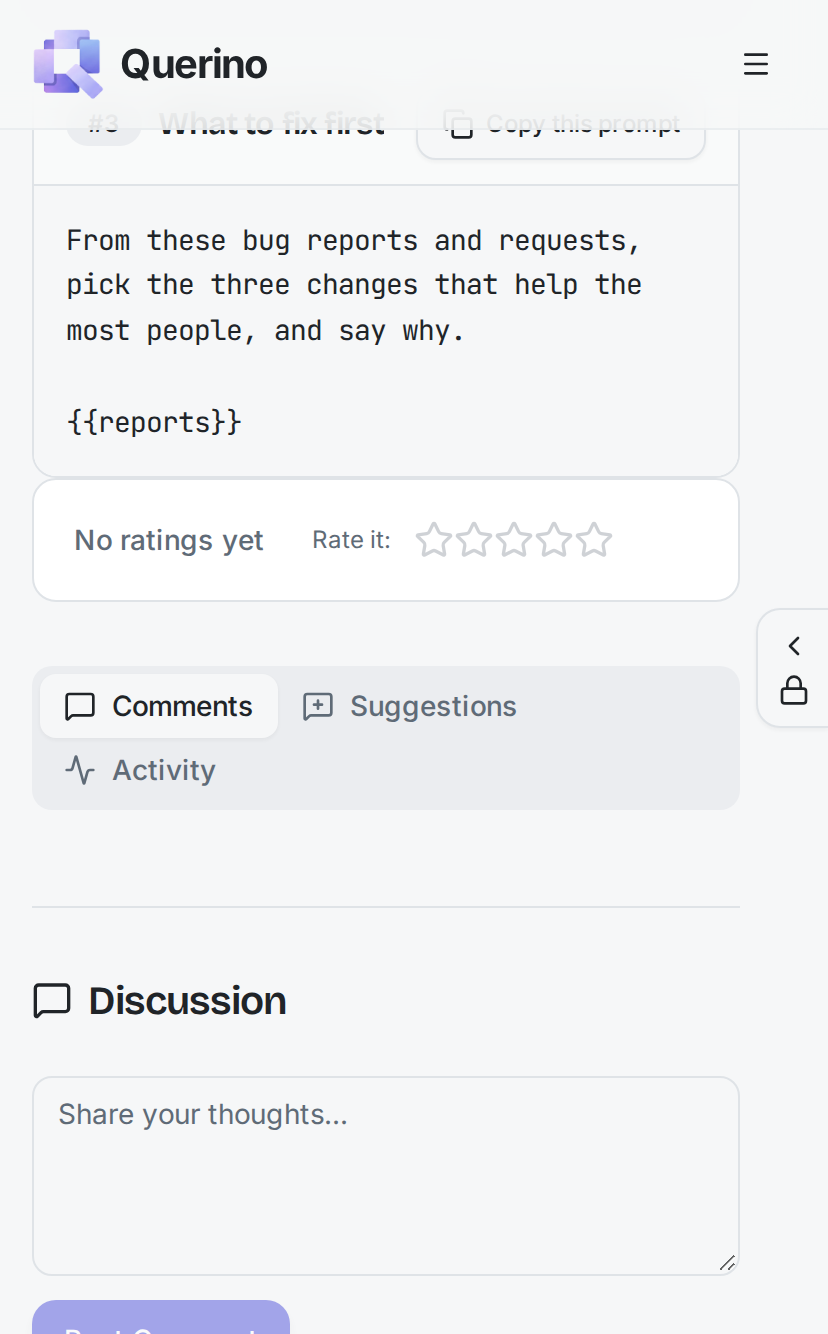 Querino
#3 What to fix first Copy this prompt
From these bug reports and requests,
pick the three changes that help the
most people, and say why.
{{reports}}
No ratings yet Rate it:
Comments Suggestions
Activity
Discussion
Share your thoughts...
Post Comment